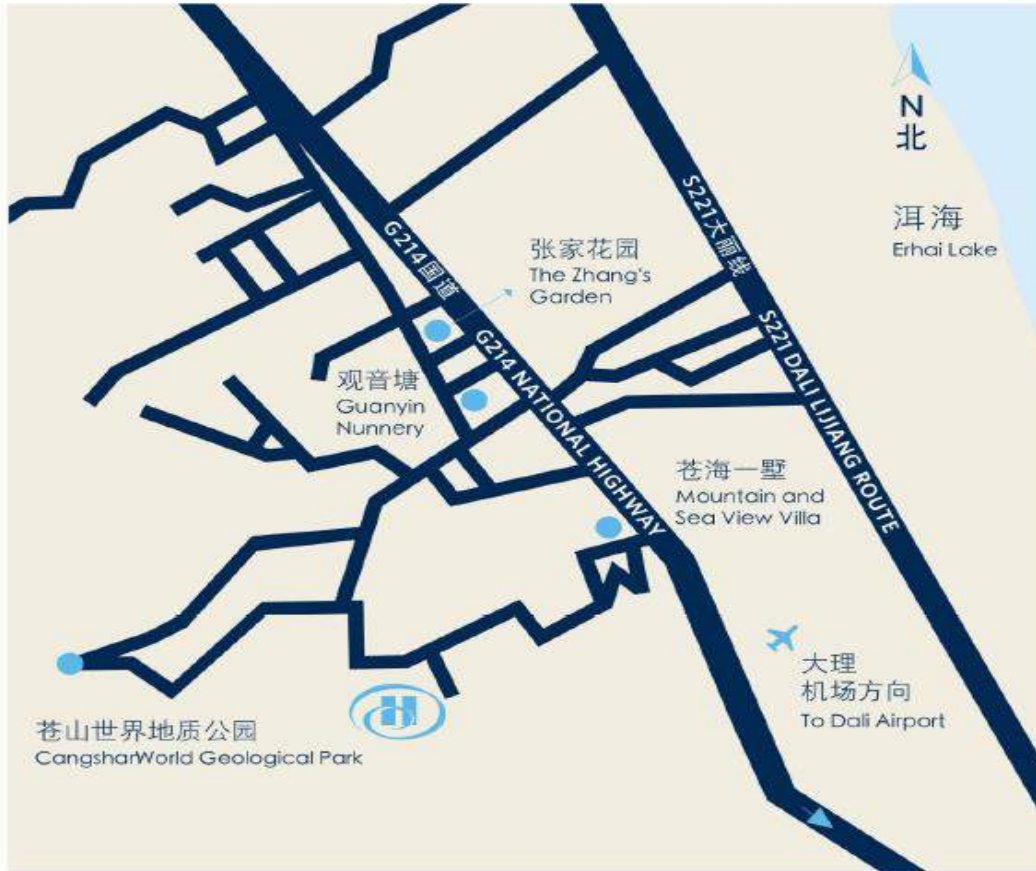 N
北
洱海
Erhai Lake
S221大丽线
S221 DALI LIJIANG ROUTE
G214国道
G214 NATIONAL HIGHWAY
张家花园
The Zhang's
Garden
观音塘
Guanyin
Nunnery
苍海一墅
Mountain and
Sea View Villa
大理
机场方向
To Dali Airport
H
苍山世界地质公园
CangshanWorld Geological Park